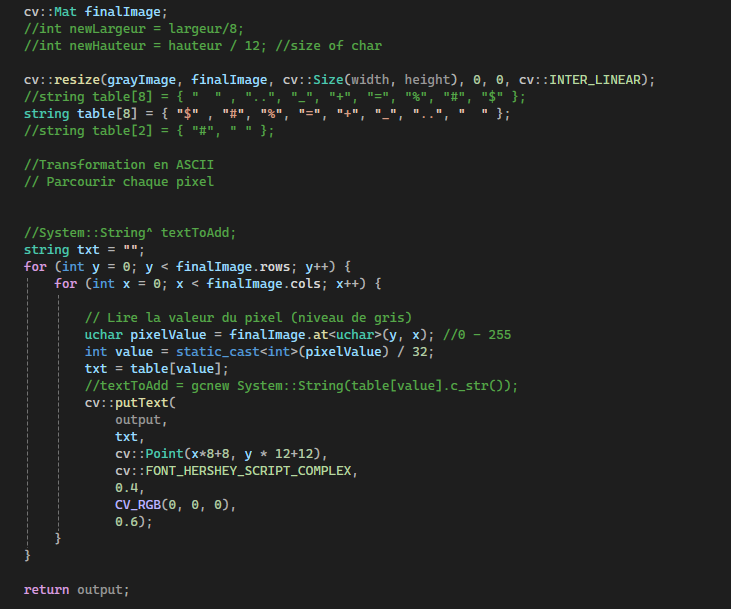 cv::Mat finalImage;
//int newLargeur = largeur/8;
//int newHauteur = hauteur / 12; //size of char
cv::resize(grayImage, finalImage, cv::Size(width, height), 0, 0, cv::INTER_LINEAR);
//string table[8] = { "  " , "..", "_", "+", "=", "%", "#", "$" };
string table[8] = { "$" , "#", "%", "=", "+", "_", "..", "  " };
//string table[2] = { "#", " " };
//Transformation en ASCII
// Parcourir chaque pixel
//System::String^ textToAdd;
string txt = "";
for (int y = 0; y < finalImage.rows; y++) {
for (int x = 0; x < finalImage.cols; x++) {
// Lire la valeur du pixel (niveau de gris)
uchar pixelValue = finalImage.at<uchar>(y, x); //0 - 255
int value = static_cast<int>(pixelValue) / 32;
txt = table[value];
//textToAdd = gcnew System::String(table[value].c_str());
cv::putText(
output,
txt,
cv::Point(x*8+8, y * 12+12),
cv::FONT_HERSHEY_SCRIPT_COMPLEX,
0.4,
CV_RGB(0, 0, 0),
0.6);
}
}
return output;